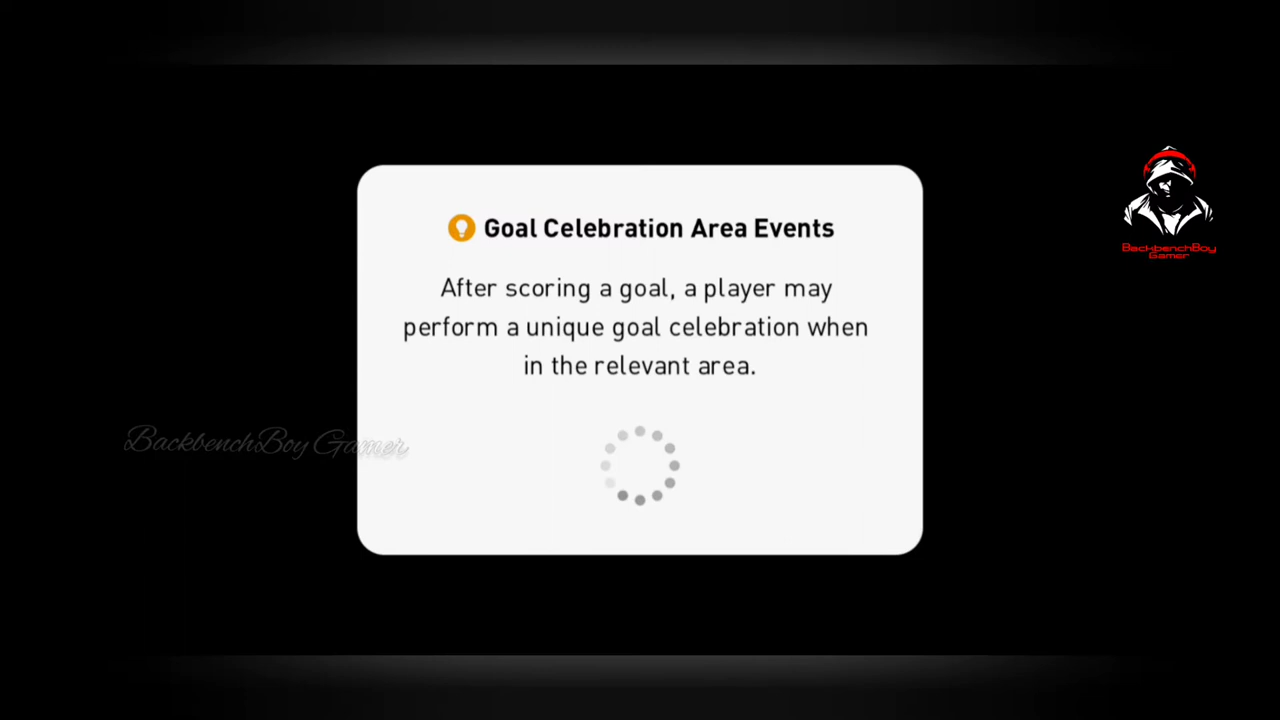 Goal Celebration Area Events
After scoring a goal, a player may
perform a unique goal celebration when
in the relevant area.
BackbenchBoy
Gamer
BackbenchBoy Gamer